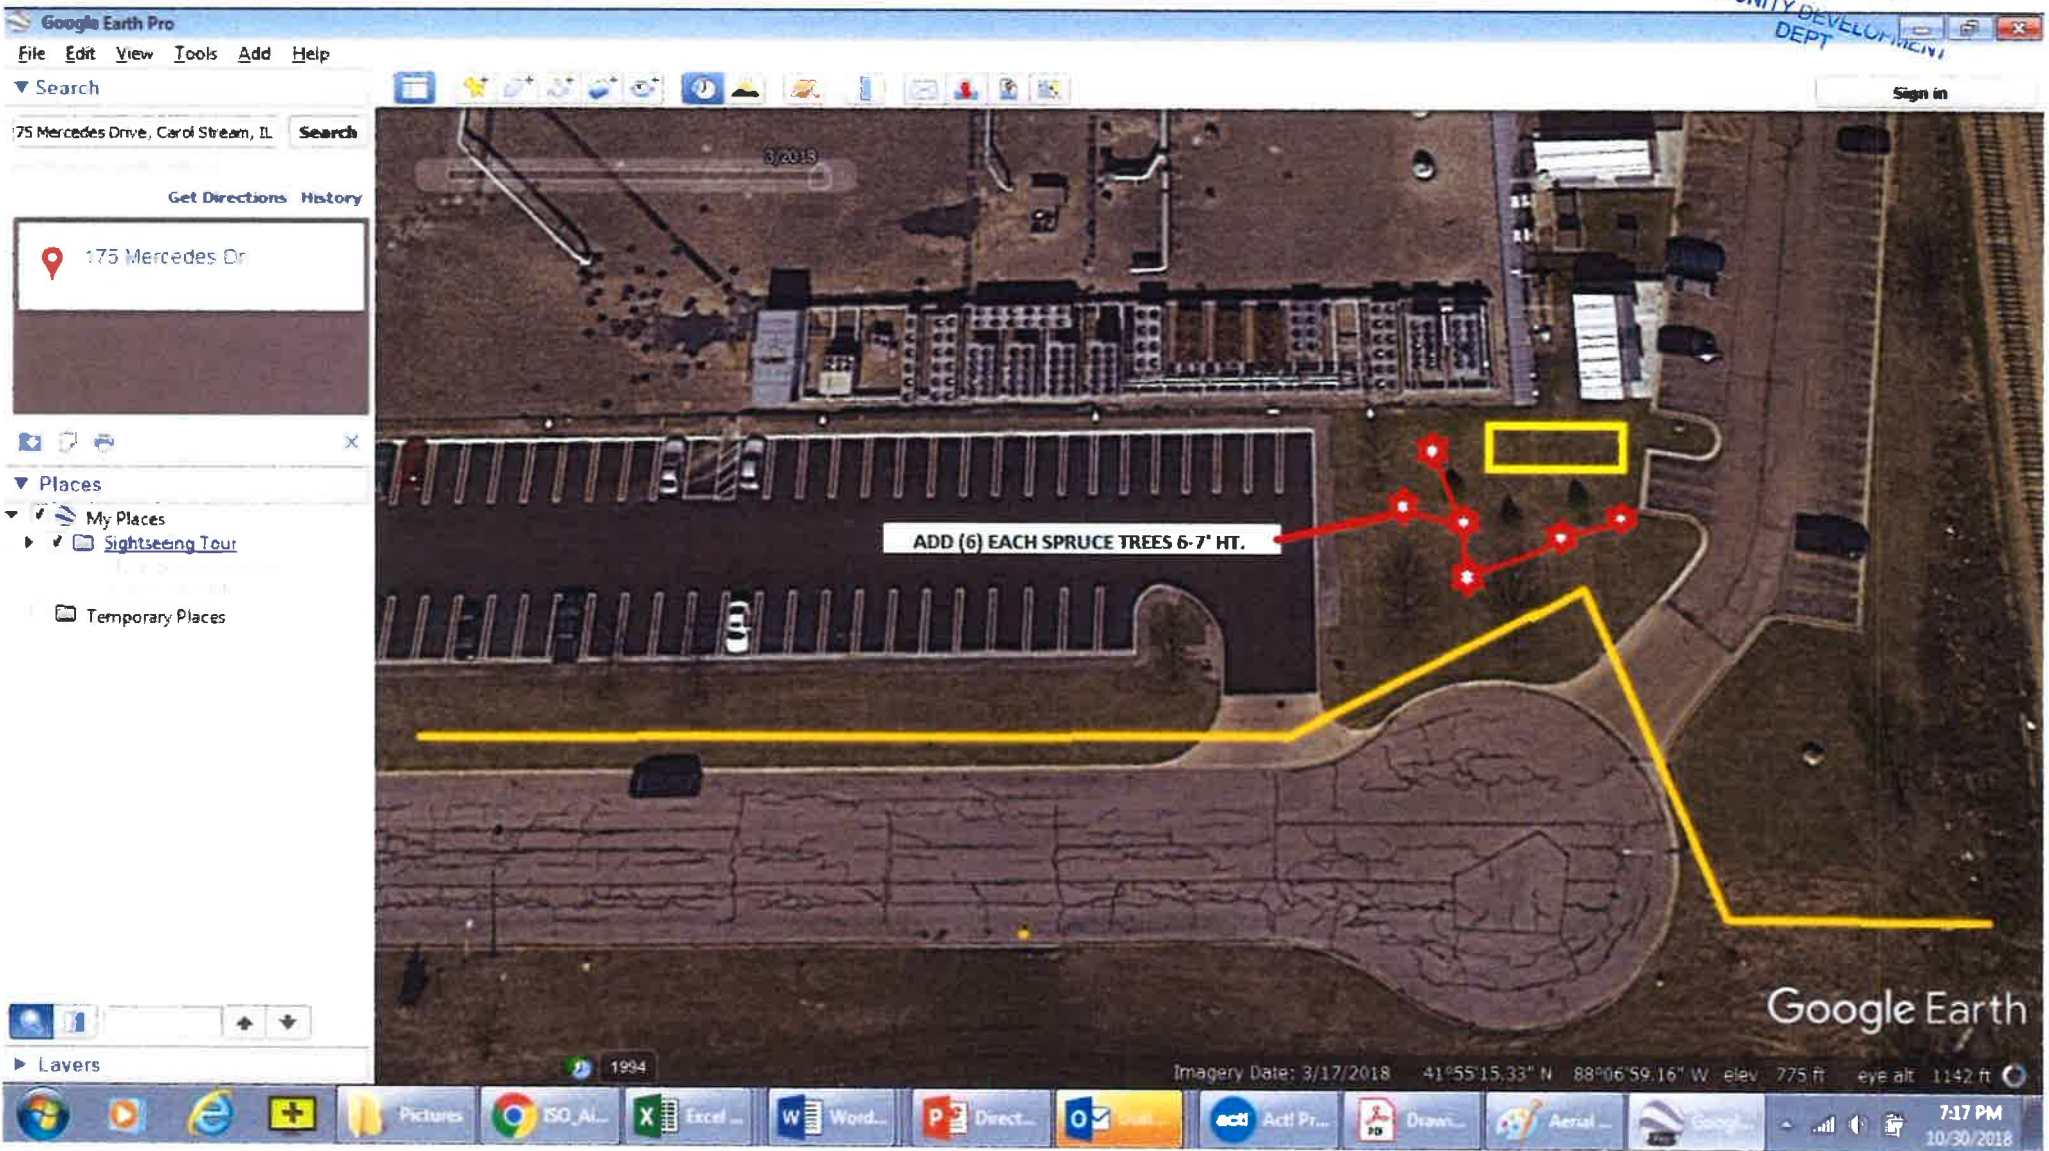 Google Earth Pro
DEVELOPMENT
DEPT
File Edit View Tools Add Help
Search
Sign in
75 Mercedes Drive, Carol Stream, IL Search
3/2018
Get Directions History
175 Mercedes Dr
Places
My Places
Sightseeing Tour
Temporary Places
ADD (6) EACH SPRUCE TREES 6-7' HT.
Google Earth
Layers
1994
Imagery Date: 3/17/2018 41°55'15.33" N 88°06'59.16" W elev 775 ft eye alt 1142 ft
Pictures ISO_Ai... Excel ... Word... Direct... act! Act! Pr... Drawi... Aerial ... Googl...
7:17 PM
10/30/2018